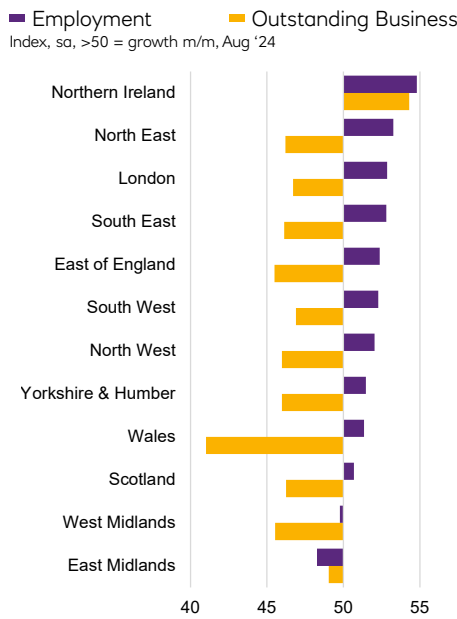 Employment Outstanding Business
Index, sa, >50 = growth m/m, Aug ‘24
Northern Ireland
North East
London
South East
East of England
South West
North West
Yorkshire & Humber
Wales
Scotland
West Midlands
East Midlands
40 45 50 55